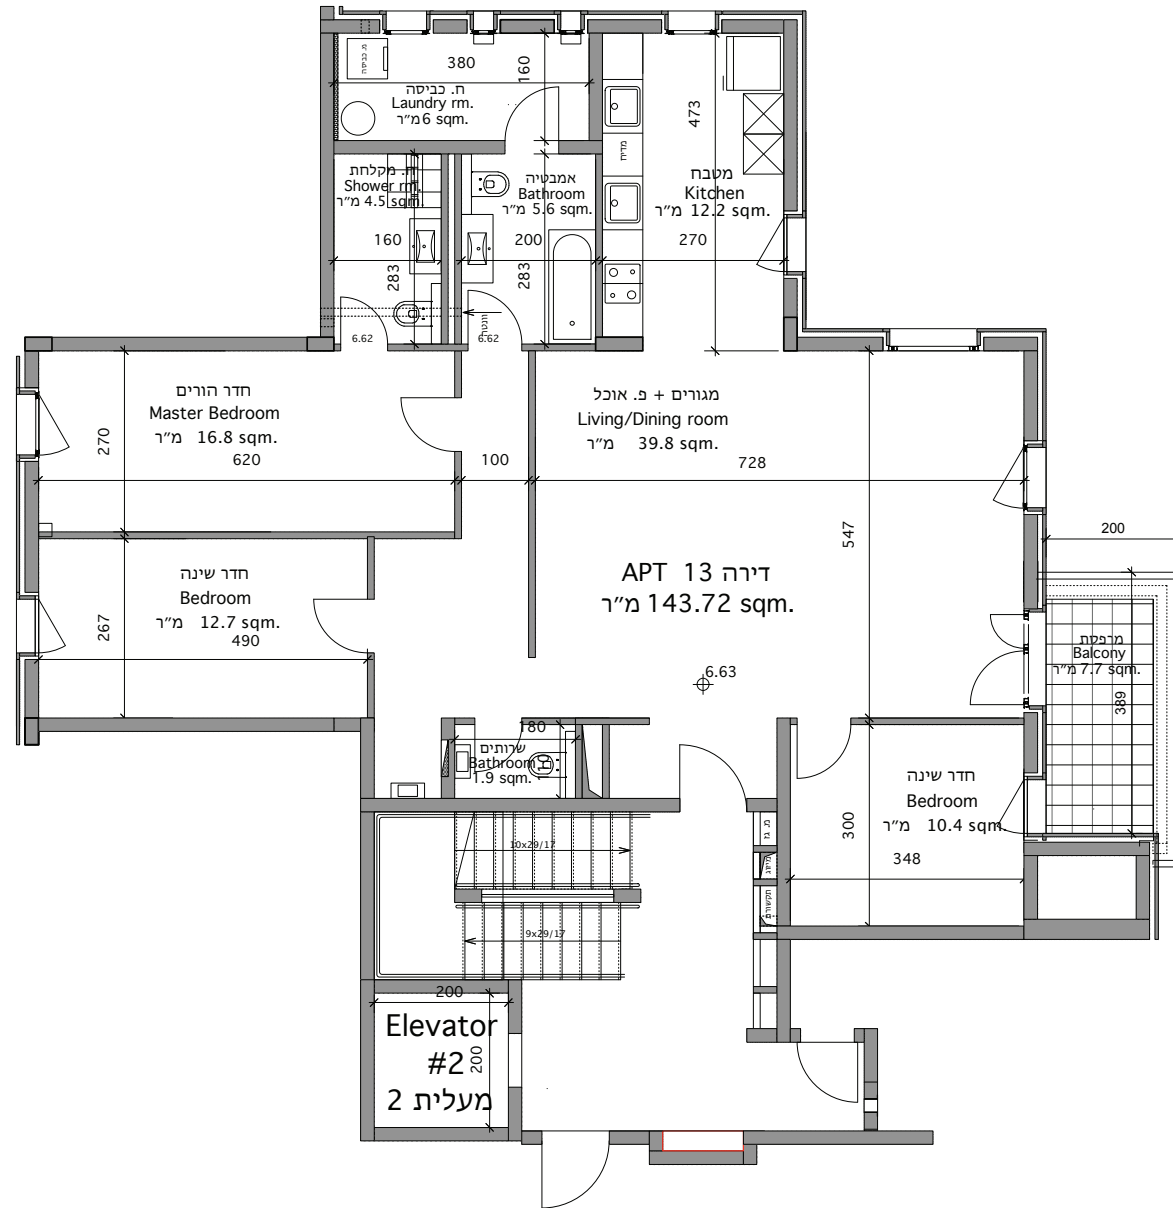 מ. כביסה
380
160
ח. כביסה
Laundry rm.
6 מ״ר sqm.
473
מדיח
ח. מקלחת
Shower rm.
מ״ר 4.5 sqm.
אמבטיה
Bathroom
מ״ר 5.6 sqm.
מטבח
Kitchen
מ״ר 12.2 sqm.
160
200
270
283
283
וונטה
6.62
6.62
חדר הורים
Master Bedroom
מ״ר 16.8 sqm.
270
620
100
מגורים + פ. אוכל
Living/Dining room
מ״ר 39.8 sqm.
728
547
200
חדר שינה
Bedroom
מ״ר 12.7 sqm.
267
490
דירה 13 APT
מ״ר 143.72 sqm.
מרפסת
Balcony
מ״ר 7.7 sqm.
389
6.63
180
שרותים
Bathroom
1.9 sqm.
חדר שינה
Bedroom
מ״ר 10.4 sqm.
300
348
מ. גז
תקשורת
10x29/17
9x29/17
200
200
Elevator
#2
מעלית 2